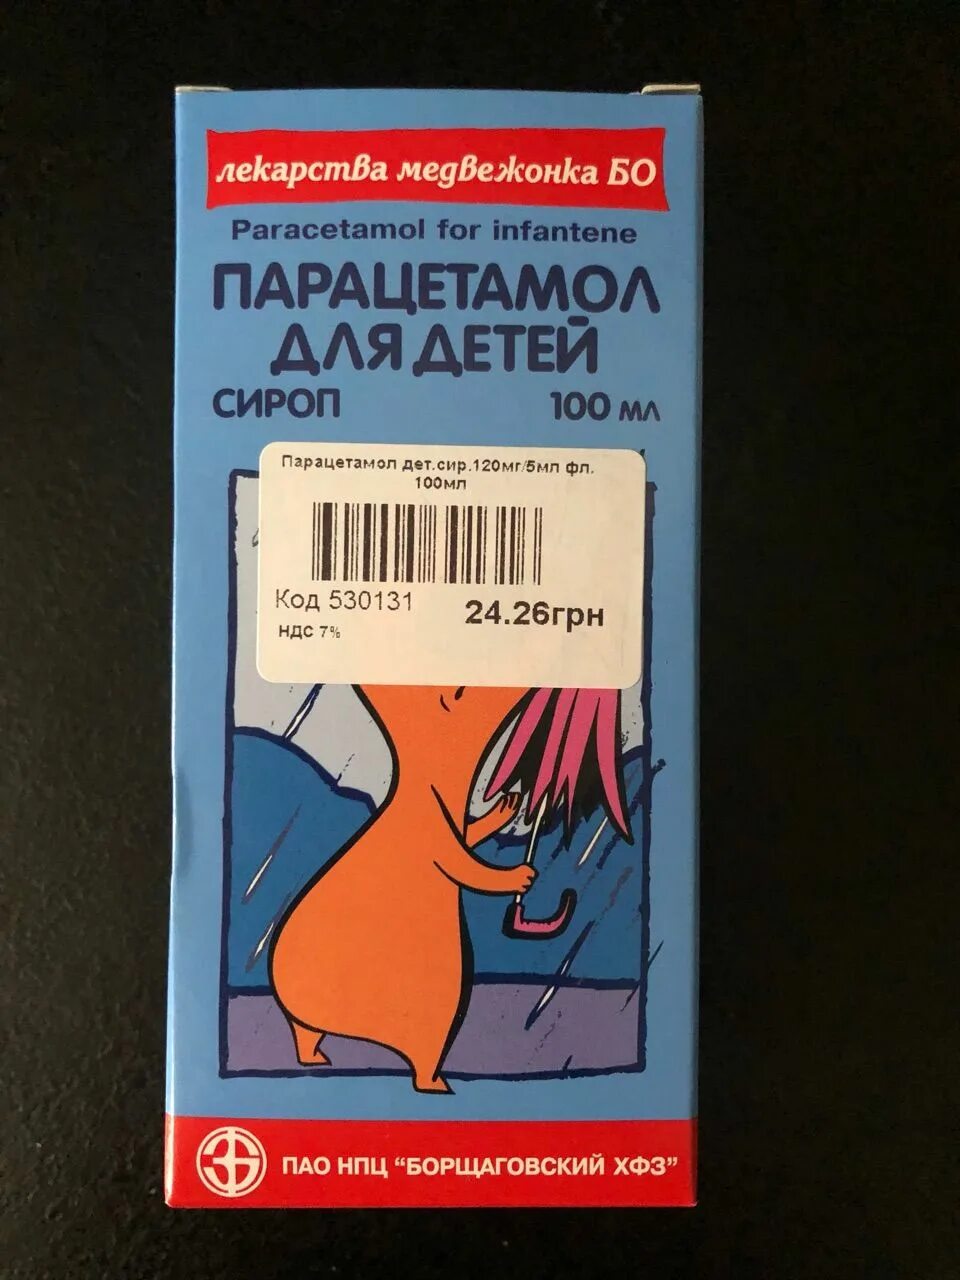 лекарства медвежонка БО
Paracetamol for infantene
ПАРАЦЕТАМОЛ
ДЛЯ ДЕТЕЙ
СИРОП 100 мл
Парацетамол дет.сир.120мг/5мл фл.
100мл
Код 530131
24.26грн
НДС 7%
ПАО НПЦ "БОРЩАГОВСКИЙ ХФЗ"